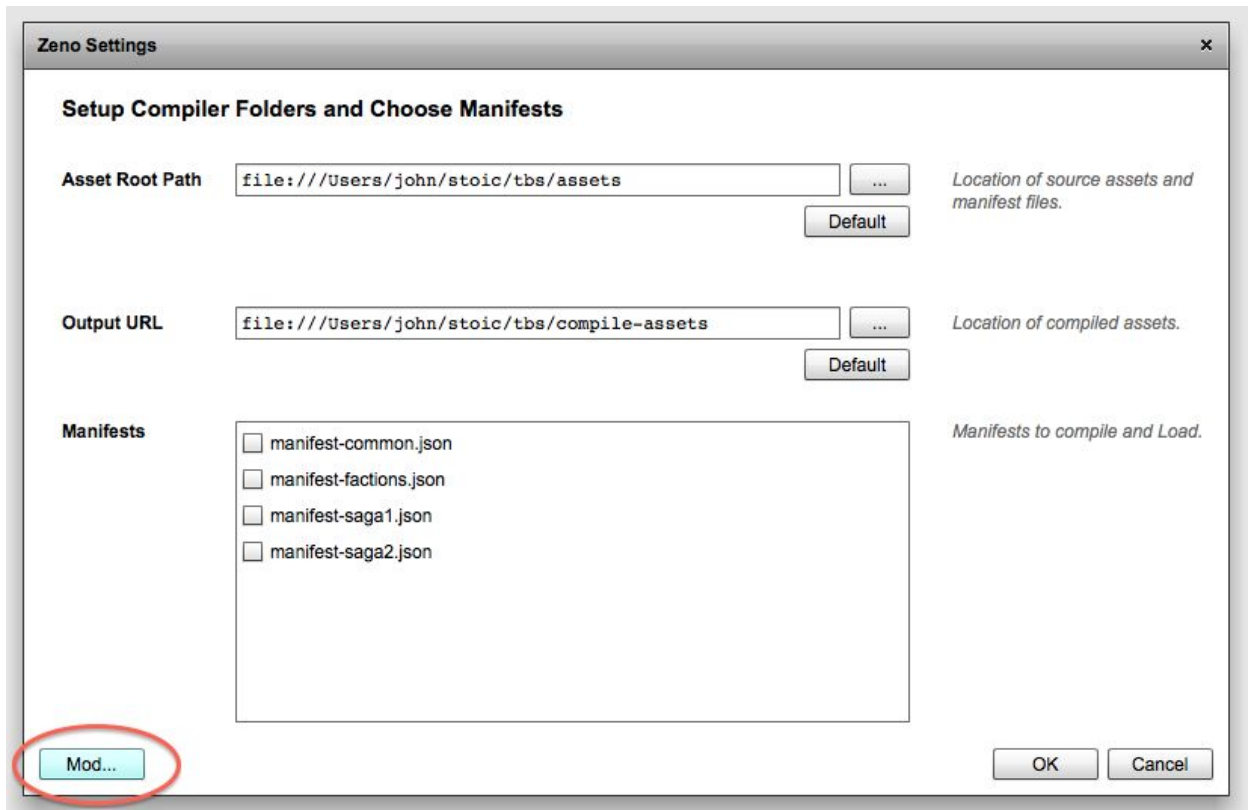 Zeno Settings ×
Setup Compiler Folders and Choose Manifests
Asset Root Path file:///Users/john/stoic/tbs/assets ... Location of source assets and
manifest files.
Default
Output URL file:///Users/john/stoic/tbs/compile-assets ... Location of compiled assets.
Default
Manifests Manifests to compile and Load.
manifest-common.json
manifest-factions.json
manifest-saga1.json
manifest-saga2.json
Mod... OK Cancel